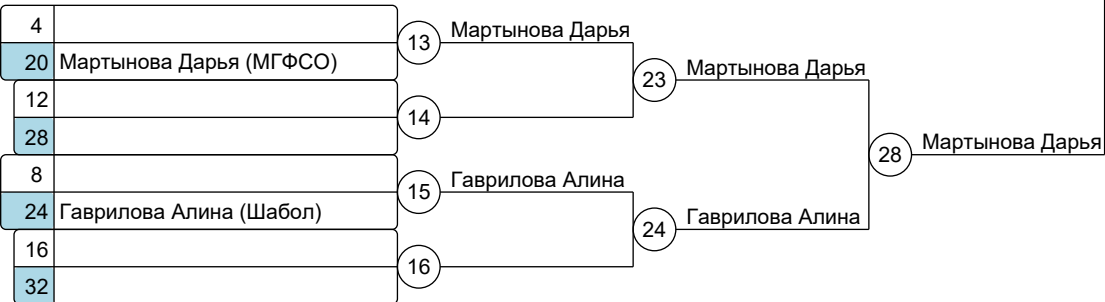 4
13
Мартынова Дарья
20 Мартынова Дарья (МГФСО)
23
Мартынова Дарья
12
14
28
28
Мартынова Дарья
8
15
Гаврилова Алина
24 Гаврилова Алина (Шабол)
24
Гаврилова Алина
16
16
32